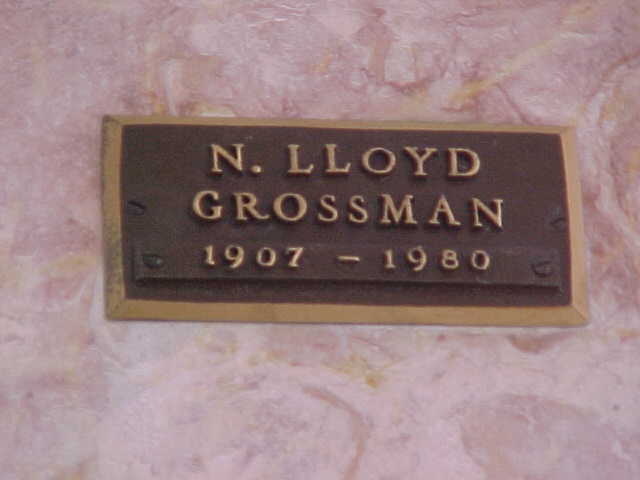 N. LLOYD
GROSSMAN
1907 – 1980